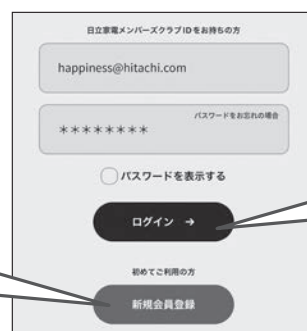 日立家電メンバーズクラブIDをお持ちの方
happiness@hitachi.com
パスワードをお忘れの場合
＊＊＊＊＊＊＊＊
パスワードを表示する
ログイン →
初めてご利用の方
新規会員登録